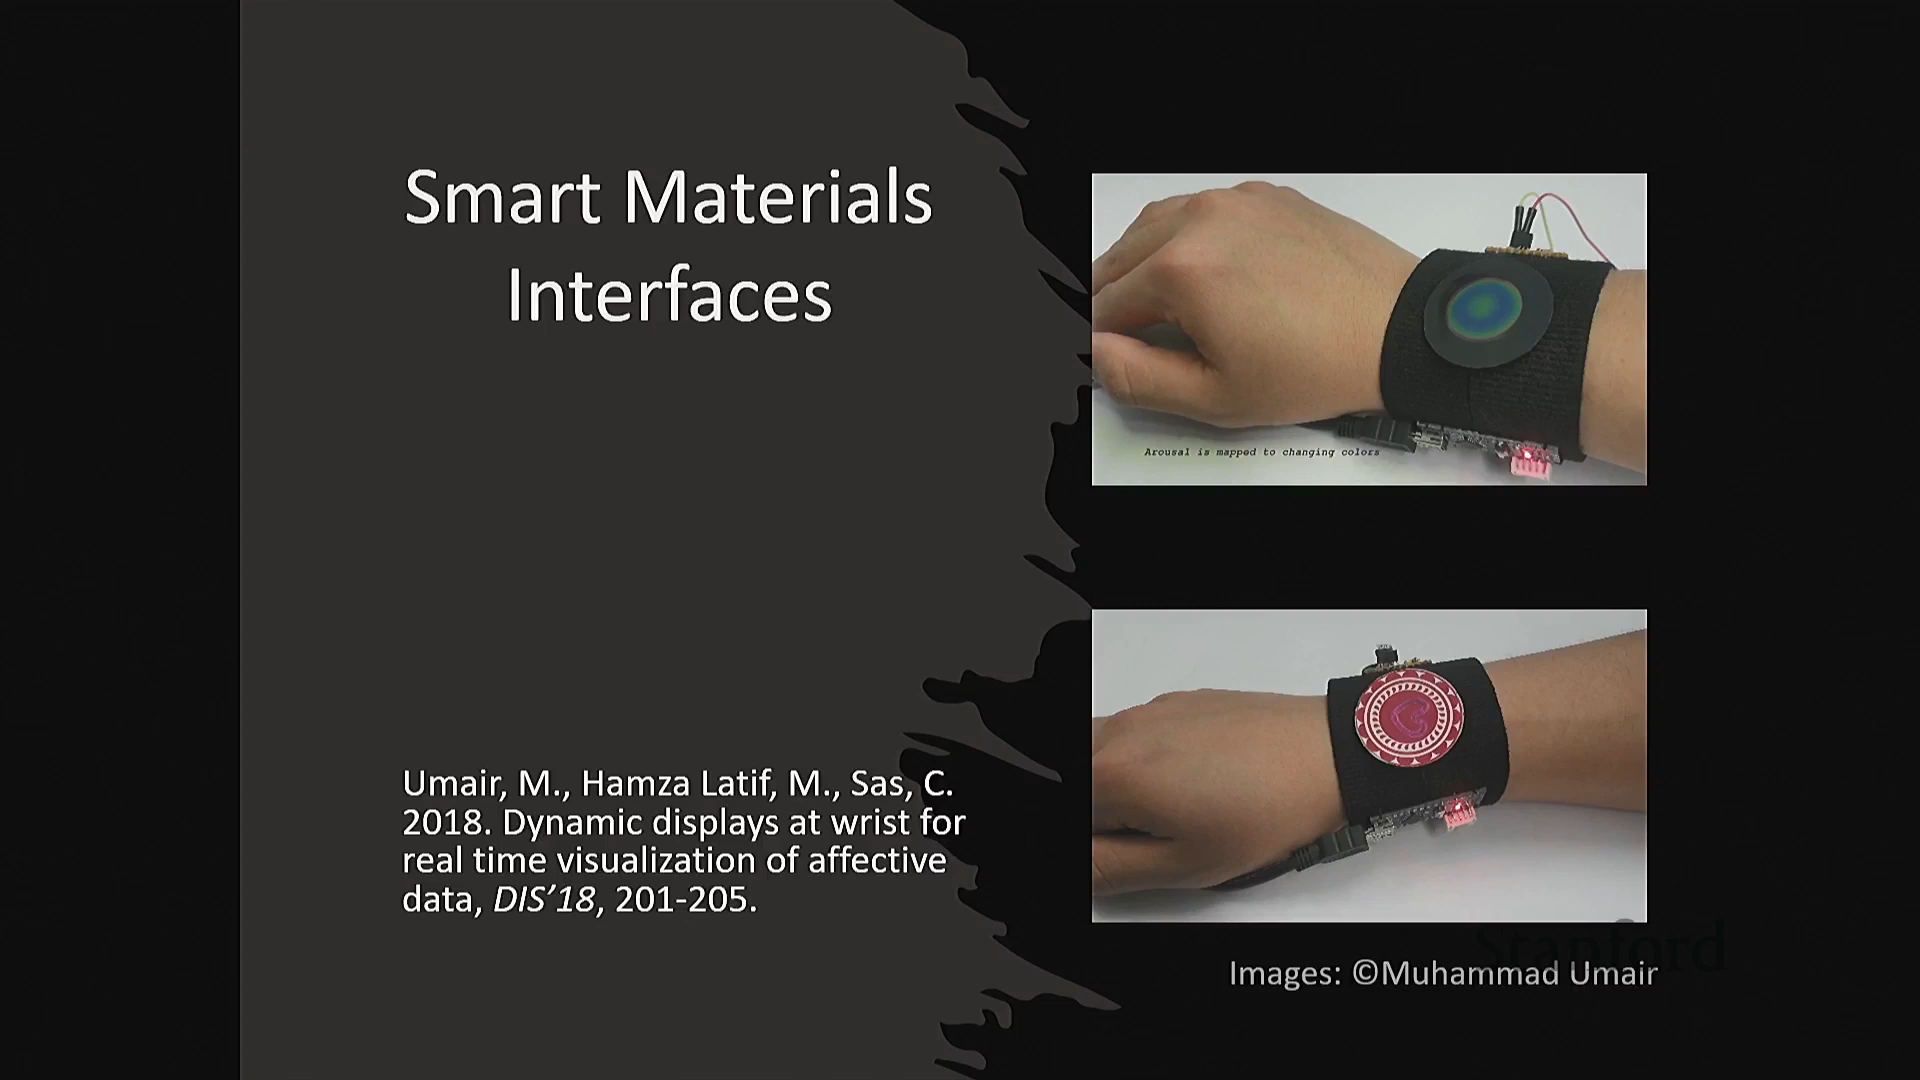 Smart Materials
Interfaces
Arousal is mapped to changing colors
Umair, M., Hamza Latif, M., Sas, C.
2018. Dynamic displays at wrist for
real time visualization of affective
data, DIS’18, 201-205.
Stanford
Images: ©Muhammad Umair